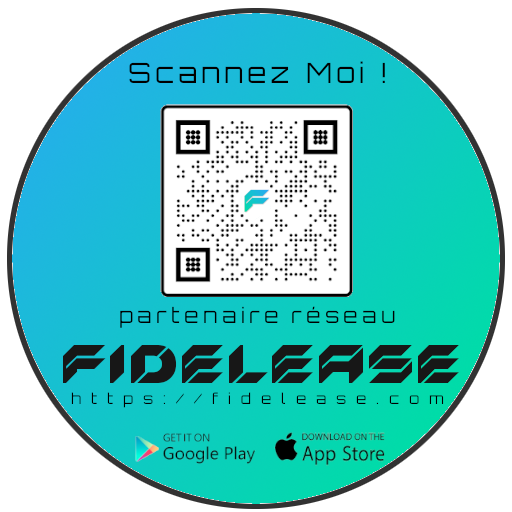 Scannez Moi !
partenaire réseau
FIDELEASE
https://fidelease.com
GET IT ON
Google Play
DOWNLOAD ON THE
App Store